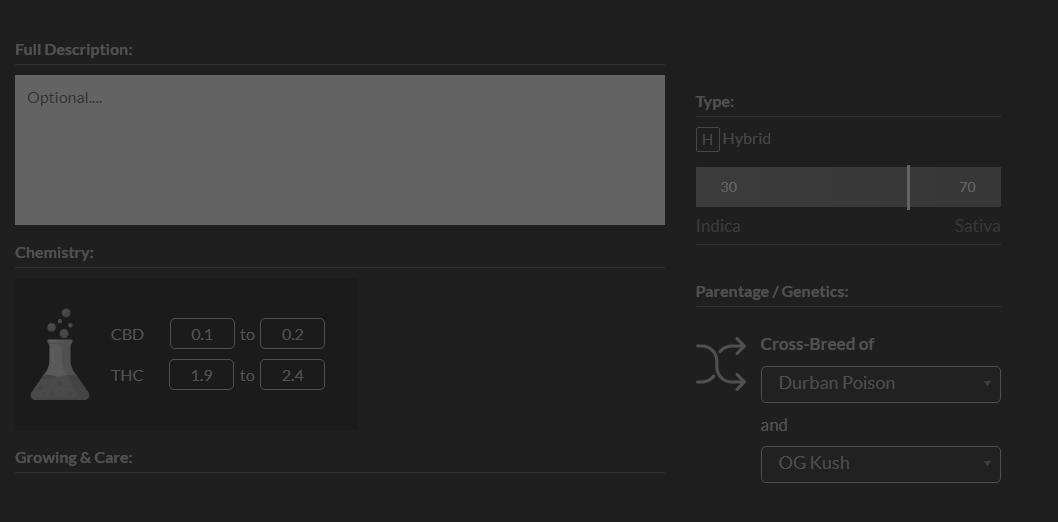 Full Description:
Optional....
Chemistry:
CBD 0.1 to 0.2
THC 1.9 to 2.4
Growing & Care:
Type:
H Hybrid
30 70
Indica Sativa
Parentage / Genetics:
Cross-Breed of
Durban Poison
and
OG Kush